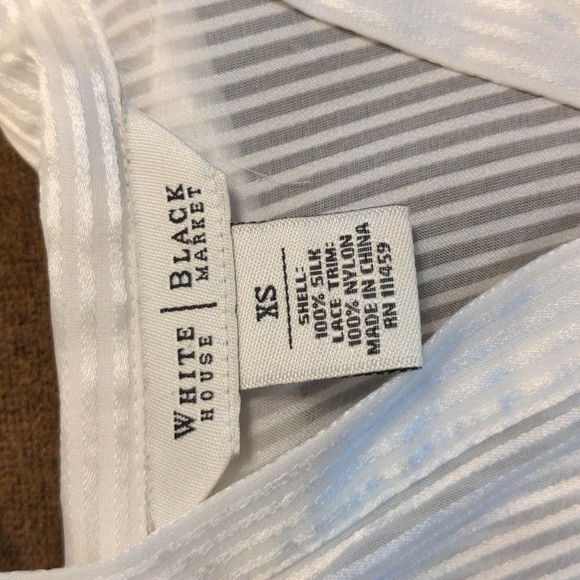 WHITE | BLACK
HOUSE | MARKET
XS
SHELL:
100% SILK
LACE TRIM:
100% NYLON
MADE IN CHINA
RN 111459